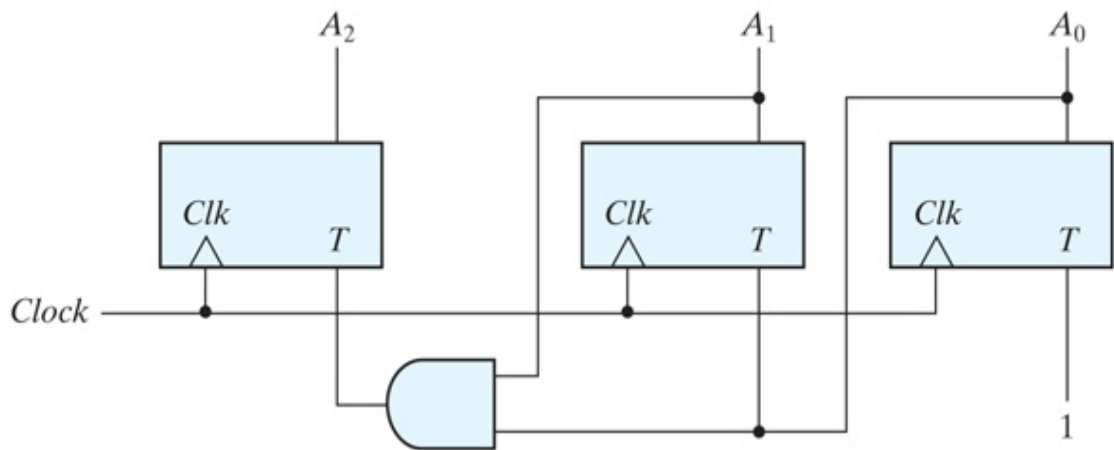 A₂ A₁ A₀
Clk Clk Clk
T T T
Clock
1